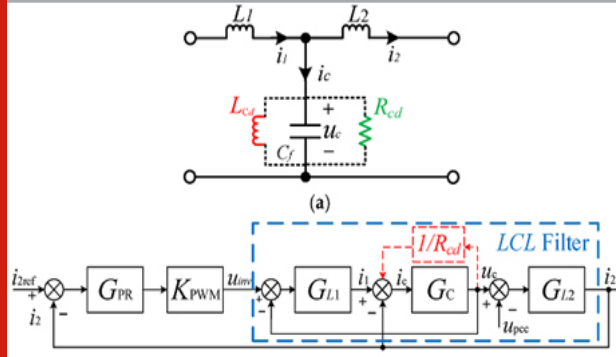 L1 L2
i1 i2
ic
LCd + Rcd
uc
Cf −
(a)
1/Rcd LCL Filter
i2ref uinv i1 ic uc i2
+ GPR KPWM + GL1 + GC + GL2
i2 − − − −
upcc